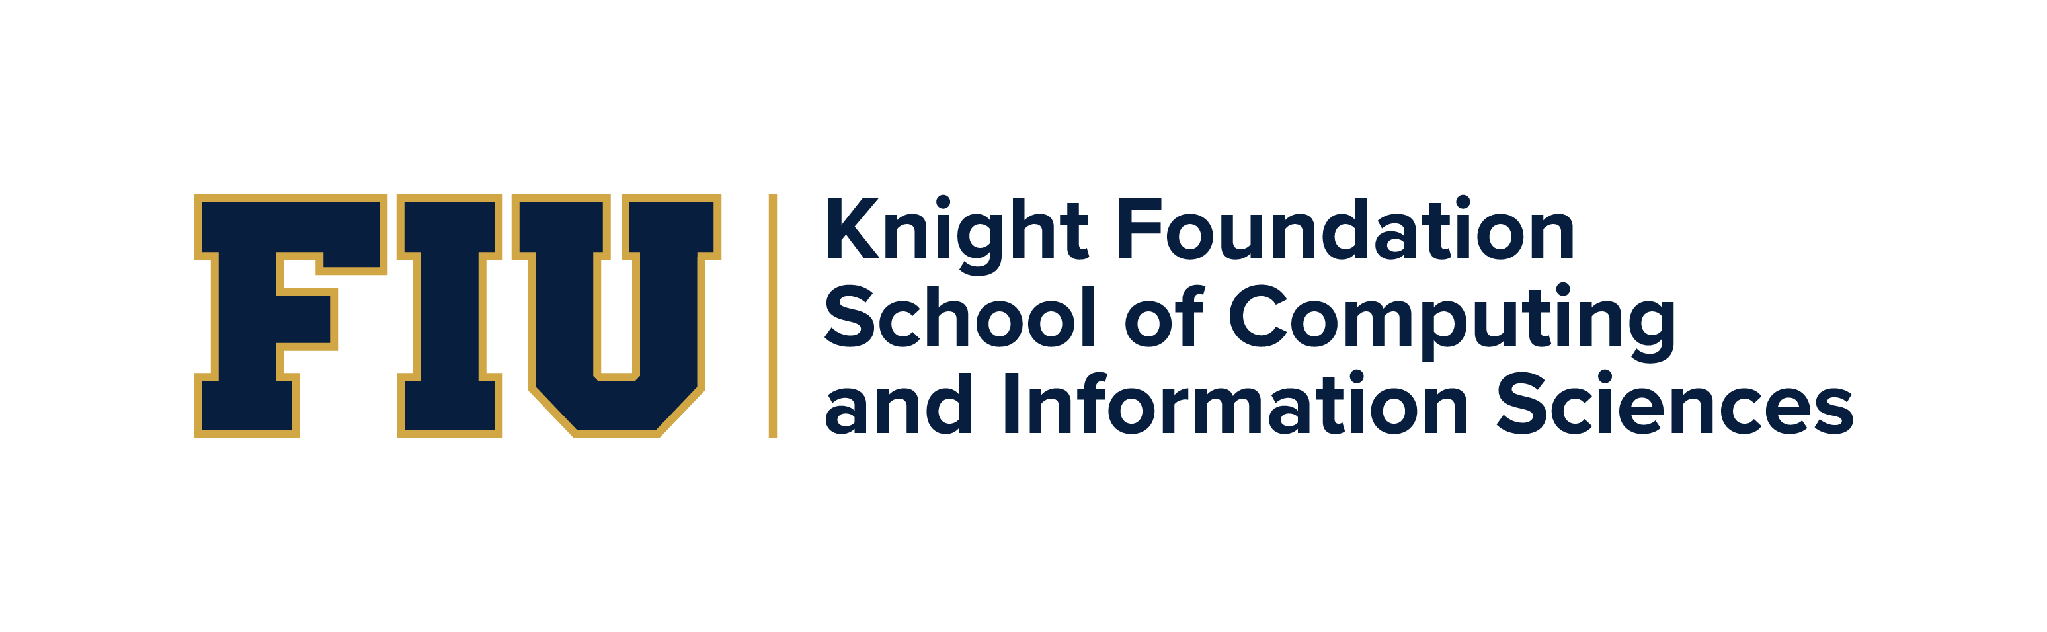 FIU
Knight Foundation
School of Computing
and Information Sciences